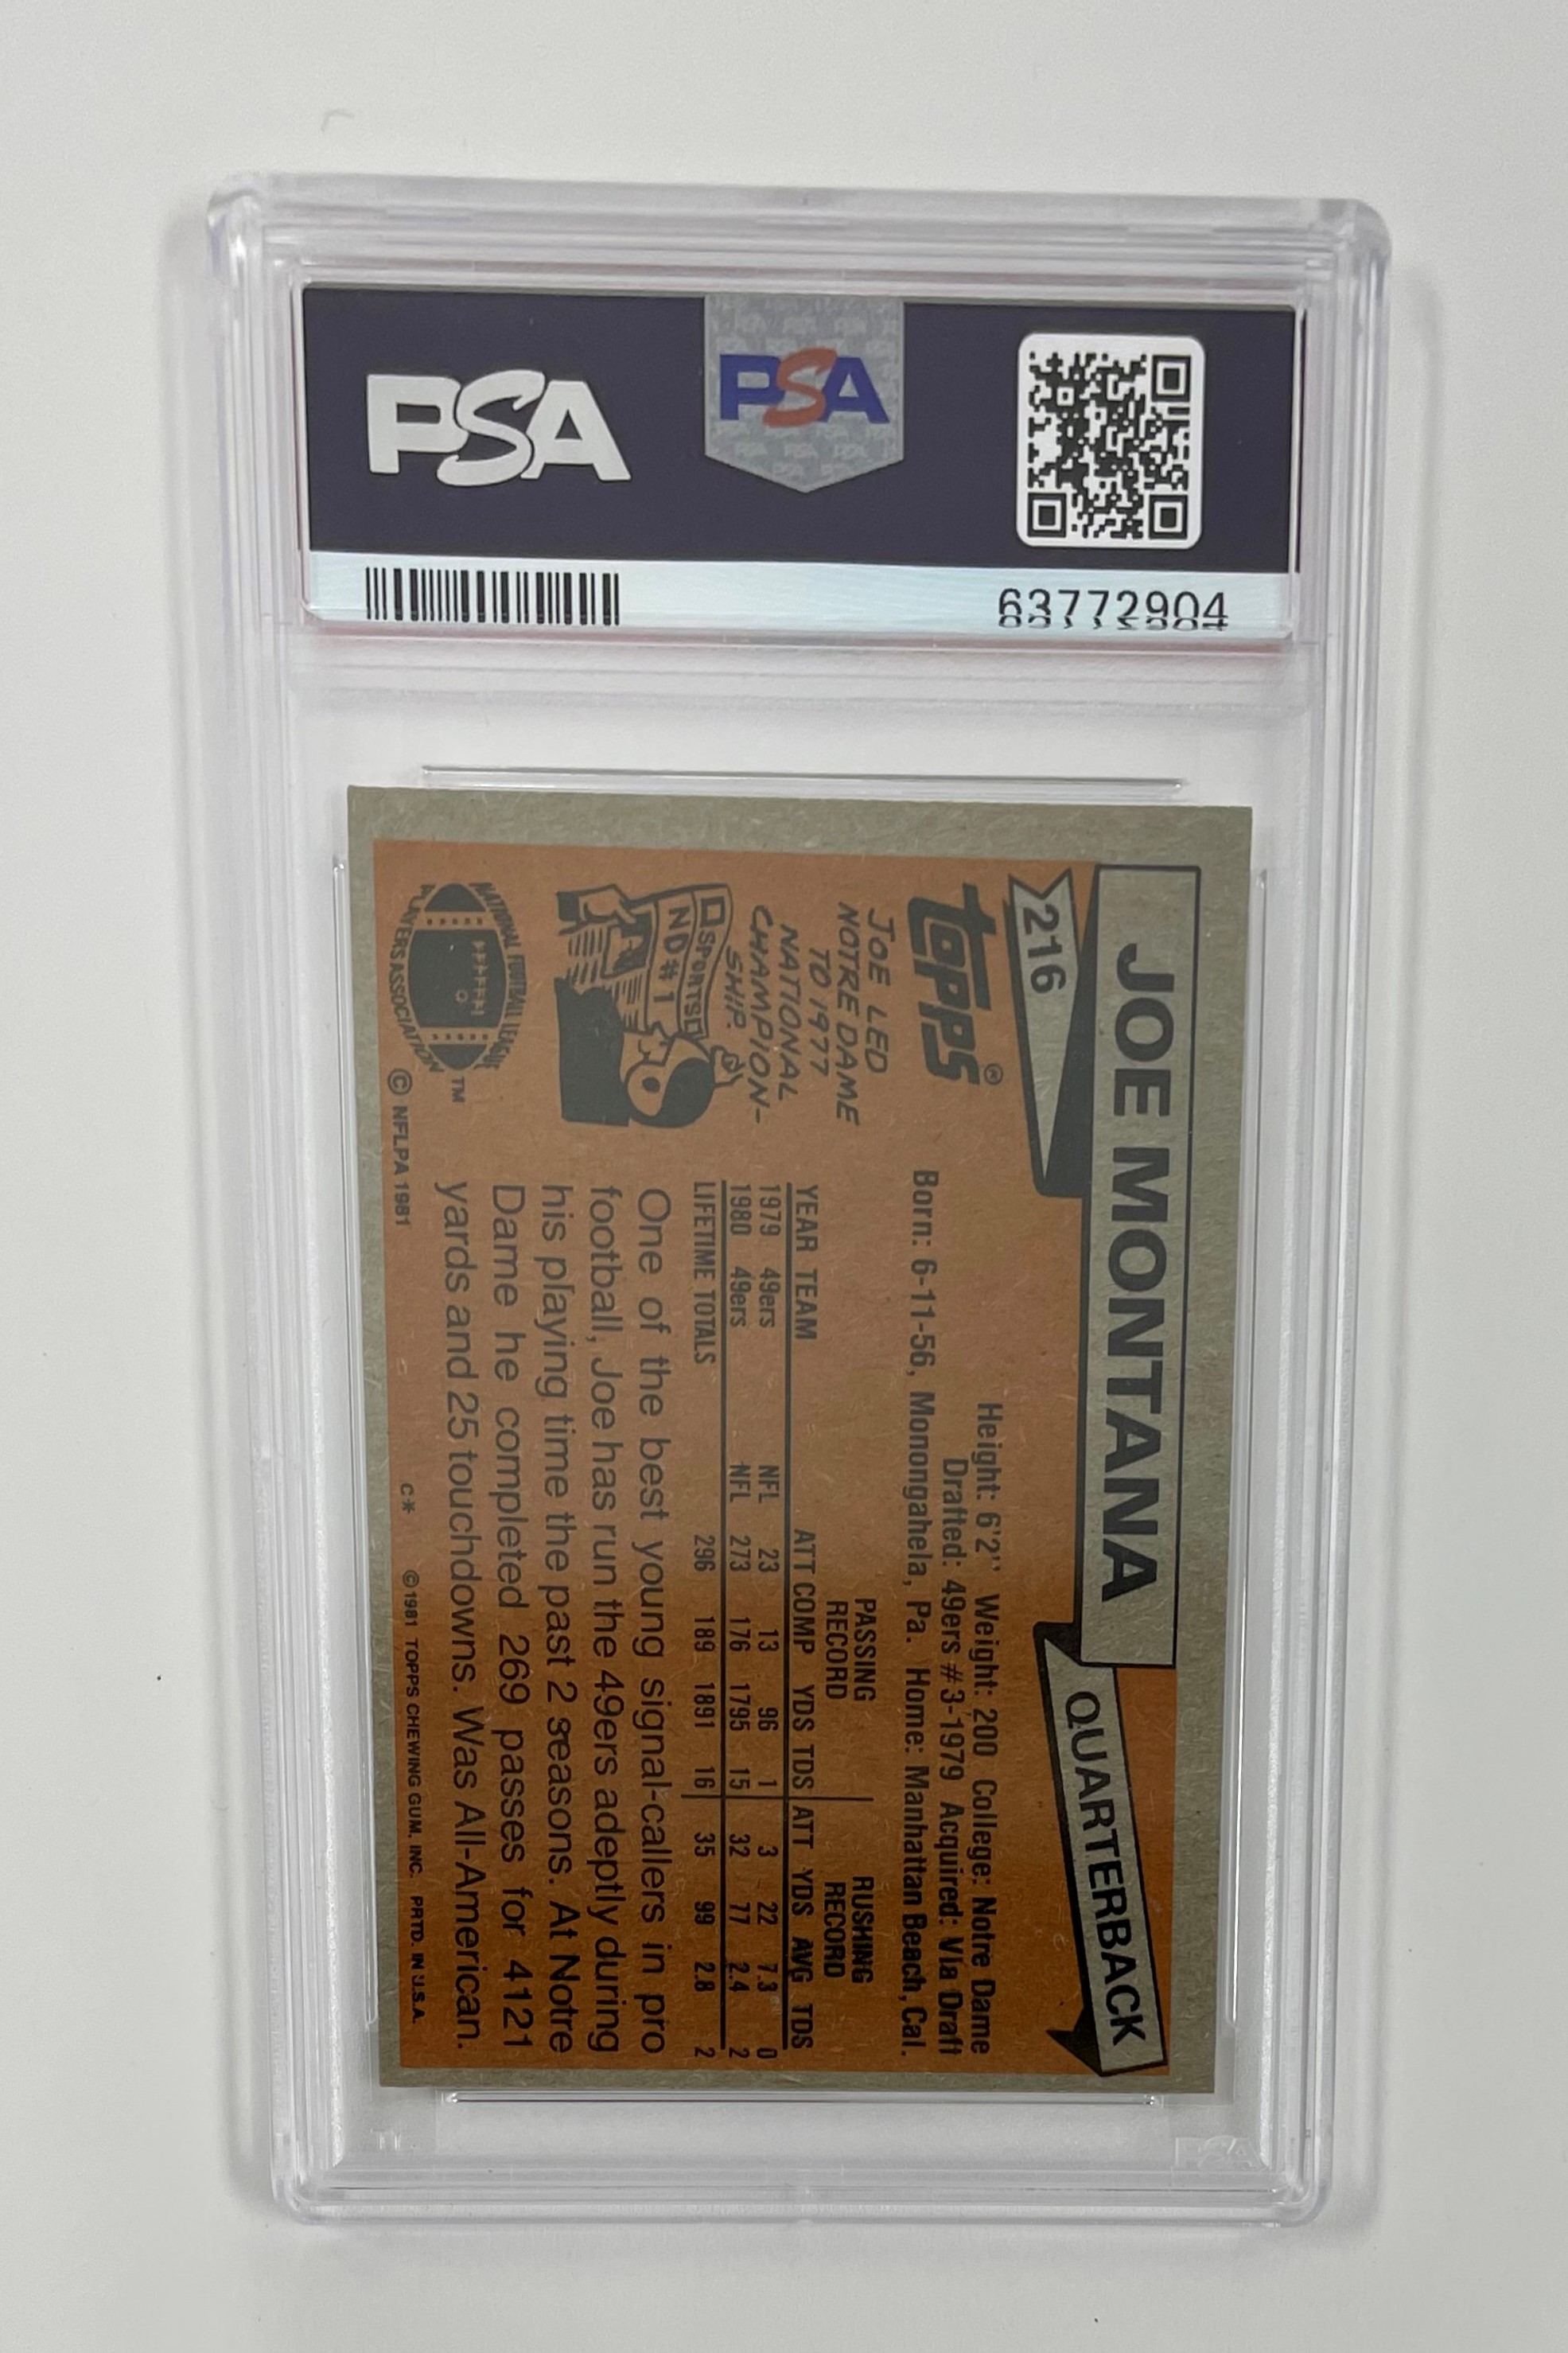 PSA
PSA
63772904
JOE MONTANA
QUARTERBACK
216
topps®
Height: 6'2'' Weight: 200 College: Notre Dame
Drafted: 49ers #3-1979 Acquired: Via Draft
Born: 6-11-56, Monongahela, Pa. Home: Manhattan Beach, Cal.
JOE LED
NOTRE DAME
TO 1977
NATIONAL
CHAMPION-
SHIP.
SPORTS
ND #1
PASSING RUSHING
RECORD RECORD
YEAR TEAM ATT COMP YDS TDS ATT YDS AVG TDS
1979 49ers NFL 23 13 96 1 3 22 7.3 0
1980 49ers NFL 273 176 1795 15 32 77 2.4 2
LIFETIME TOTALS 296 189 1891 16 35 99 2.8 2
One of the best young signal-callers in pro
football, Joe has run the 49ers adeptly during
his playing time the past 2 seasons. At Notre
Dame he completed 269 passes for 4121
yards and 25 touchdowns. Was All-American.
NATIONAL FOOTBALL LEAGUE
PLAYERS ASSOCIATION
TM
© NFLPA 1981
C* ©1981 TOPPS CHEWING GUM, INC. PRTD. IN U.S.A.
PSA